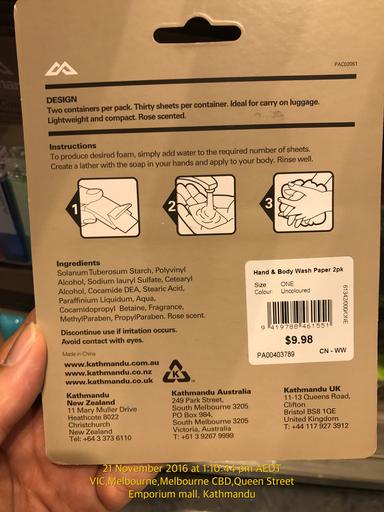 PAC02061
DESIGN
Two containers per pack. Thirty sheets per container. Ideal for carry on luggage.
Lightweight and compact. Rose scented.
Instructions
To produce desired foam, simply add water to the required number of sheets.
Create a lather with the soap in your hands and apply to your body. Rinse well.
1
2
3
Ingredients
Solanum Tuberosum Starch, Polyvinyl
Alcohol, Sodium lauryl Sulfate, Cetearyl
Alcohol, Cocamide DEA, Stearic Acid,
Paraffinium Liquidum, Aqua,
Cocamidopropyl Betaine, Fragrance,
MethylParaben, PropylParaben. Rose scent.
Discontinue use if irritation occurs.
Avoid contact with eyes.
Made in China
www.kathmandu.com.au
www.kathmandu.co.nz
www.kathmandu.co.uk
K
Hand & Body Wash Paper 2pk
Size ONE
Colour Uncoloured
9 419788 461551
$9.98
PA00403789 CN - WW
Kathmandu
New Zealand
11 Mary Muller Drive
Heathcote 8022
Christchurch
New Zealand
Tel: +64 3 373 6110
Kathmandu Australia
249 Park Street,
South Melbourne 3205
PO Box 984,
South Melbourne 3205
Victoria, Australia
T: +61 3 9267 9999
Kathmandu UK
11-13 Queens Road,
Clifton
Bristol BS8 1QE
United Kingdom
T: +44 117 927 3912
21 November 2016 at 1:10:44 pm AEDT
VIC,Melbourne,Melbourne CBD,Queen Street
Emporium mall, Kathmandu